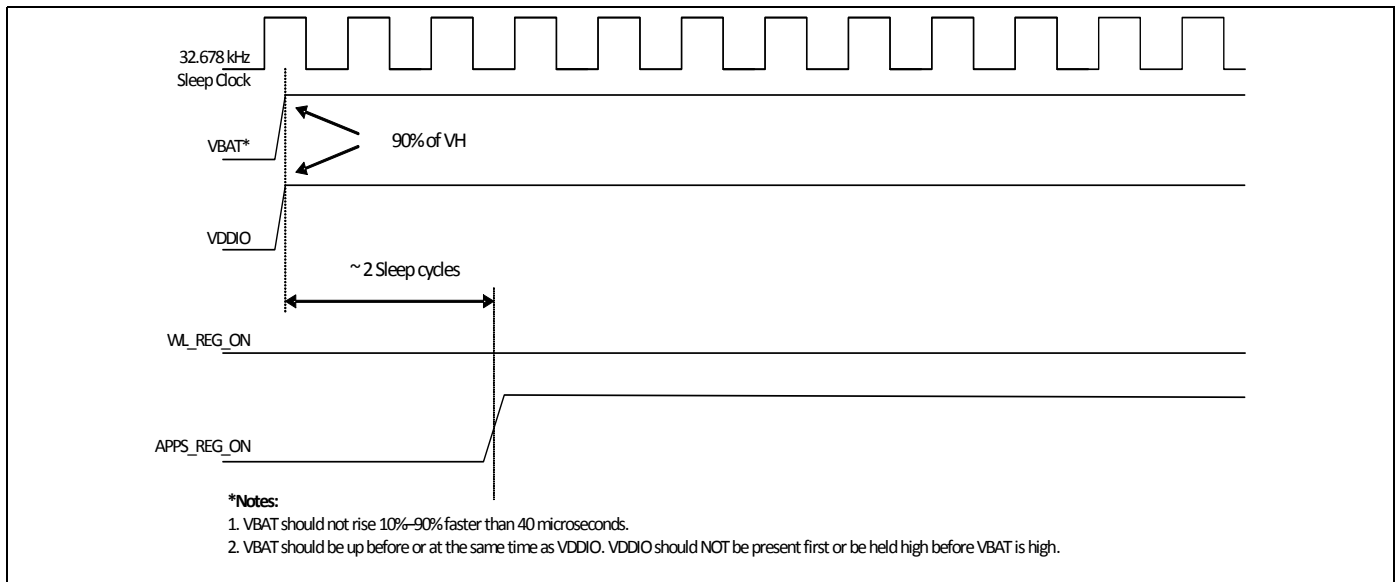 32.678 kHz
Sleep Clock
90% of VH
VBAT*
VDDIO
~ 2 Sleep cycles
WL_REG_ON
APPS_REG_ON
*Notes:
1. VBAT should not rise 10%–90% faster than 40 microseconds.
2. VBAT should be up before or at the same time as VDDIO. VDDIO should NOT be present first or be held high before VBAT is high.